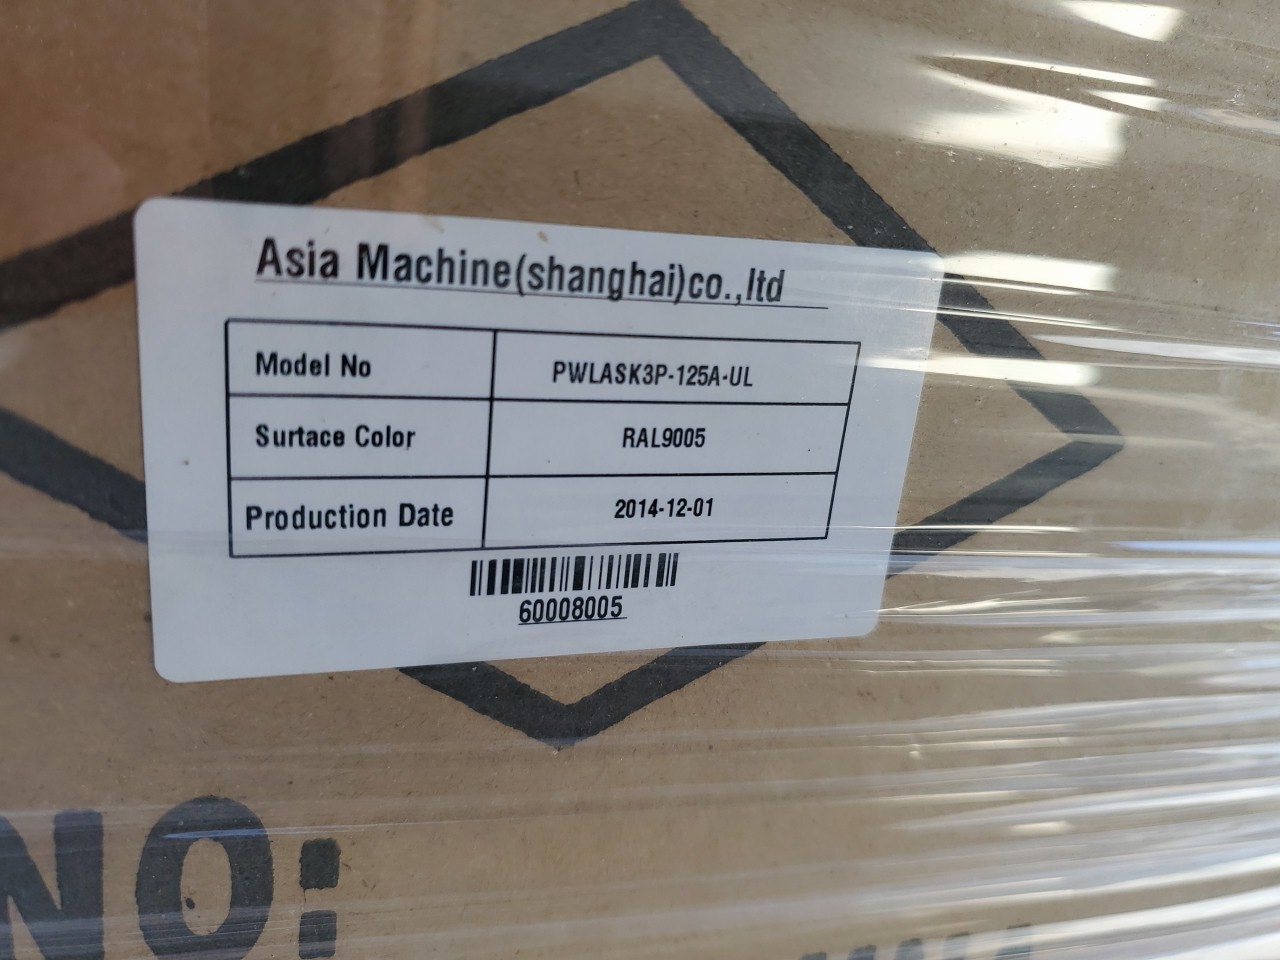 Asia Machine(shanghai)co.,ltd
Model No PWLASK3P-125A-UL
Surtace Color RAL9005
Production Date 2014-12-01
60008005
NO: